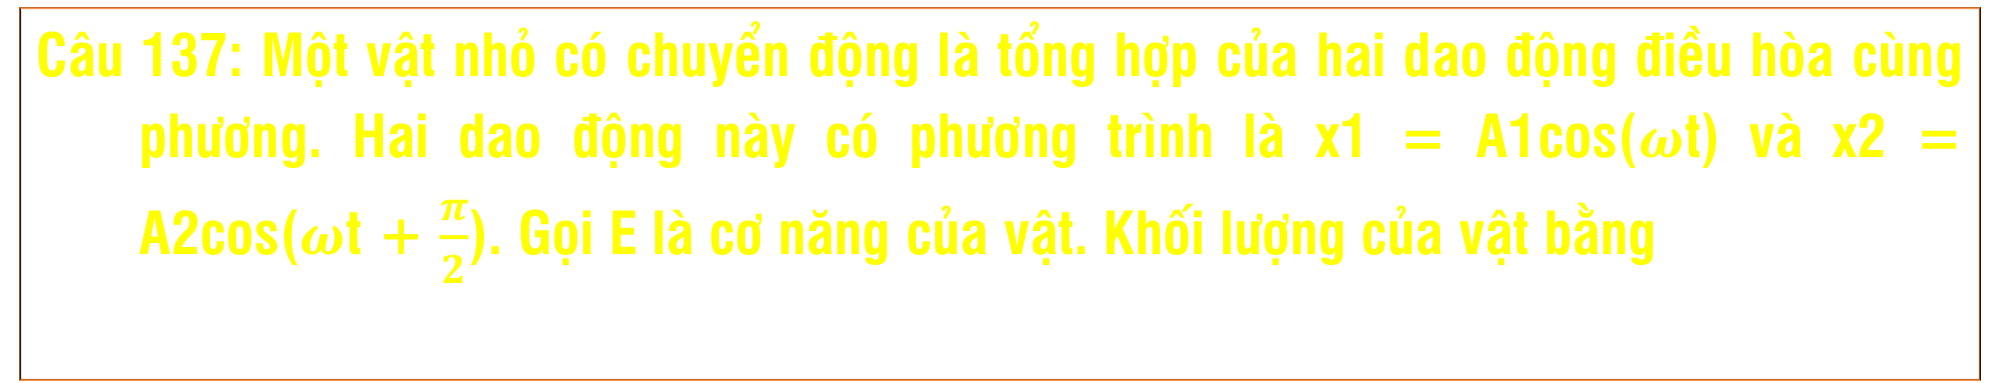 Câu 137: Một vật nhỏ có chuyển động là tổng hợp của hai dao động điều hòa cùng
phương. Hai dao động này có phương trình là x1 = A1cos(ωt) và x2 =
A2cos(ωt + π/2). Gọi E là cơ năng của vật. Khối lượng của vật bằng